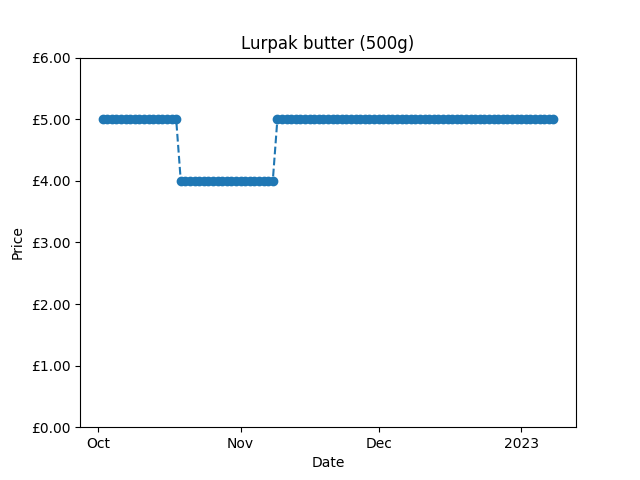 Lurpak butter (500g)
£6.00
£5.00
£4.00
£3.00
£2.00
£1.00
£0.00
Price
Oct Nov Dec 2023
Date